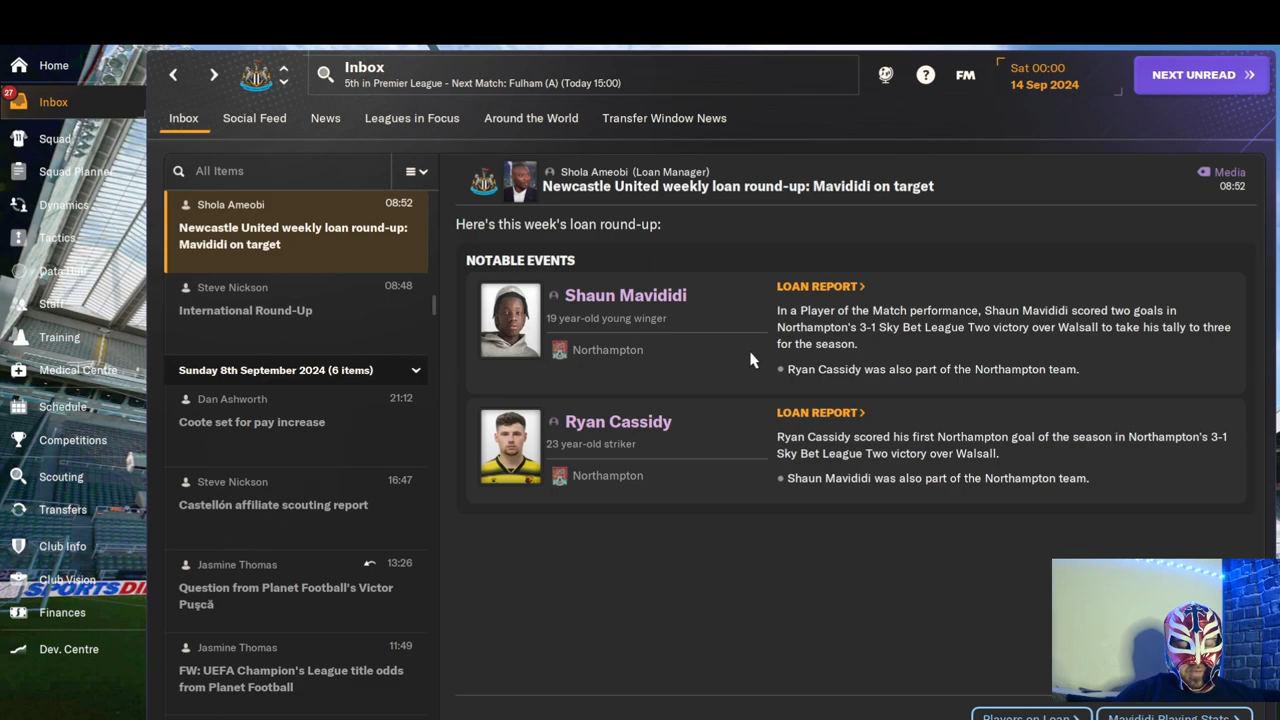 Home
27
Inbox
Squad
Squad Planner
Dynamics
Tactics
Data Hub
Staff
Training
Medical Centre
Schedule
Competitions
Scouting
Transfers
Club Info
Club Vision
SPORTS DI
Finances
Dev. Centre
Inbox
5th in Premier League - Next Match: Fulham (A) (Today 15:00)
?
FM
Sat 00:00
14 Sep 2024
NEXT UNREAD
Inbox
Social Feed
News
Leagues in Focus
Around the World
Transfer Window News
All Items
Shola Ameobi 08:52
Newcastle United weekly loan round-up:
Mavididi on target
Steve Nickson 08:48
International Round-Up
Sunday 8th September 2024 (6 items)
Dan Ashworth 21:12
Coote set for pay increase
Steve Nickson 16:47
Castellón affiliate scouting report
Jasmine Thomas 13:26
Question from Planet Football's Victor
Pușcă
Jasmine Thomas 11:49
FW: UEFA Champion's League title odds
from Planet Football
Shola Ameobi (Loan Manager)
Newcastle United weekly loan round-up: Mavididi on target
Media
08:52
Here's this week's loan round-up:
NOTABLE EVENTS
Shaun Mavididi
19 year-old young winger
Northampton
LOAN REPORT >
In a Player of the Match performance, Shaun Mavididi scored two goals in
Northampton's 3-1 Sky Bet League Two victory over Walsall to take his tally to three
for the season.
Ryan Cassidy was also part of the Northampton team.
Ryan Cassidy
23 year-old striker
Northampton
LOAN REPORT >
Ryan Cassidy scored his first Northampton goal of the season in Northampton's 3-1
Sky Bet League Two victory over Walsall.
Shaun Mavididi was also part of the Northampton team.
Players on Loan >
Mavididi Playing Stats >